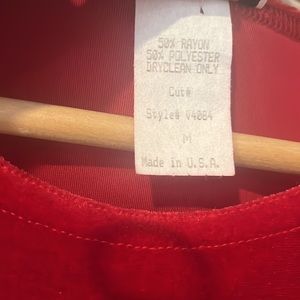 50% RAYON
50% POLYESTER
DRYCLEAN ONLY
Cut#
Style# V4084
M
Made in U.S.A.